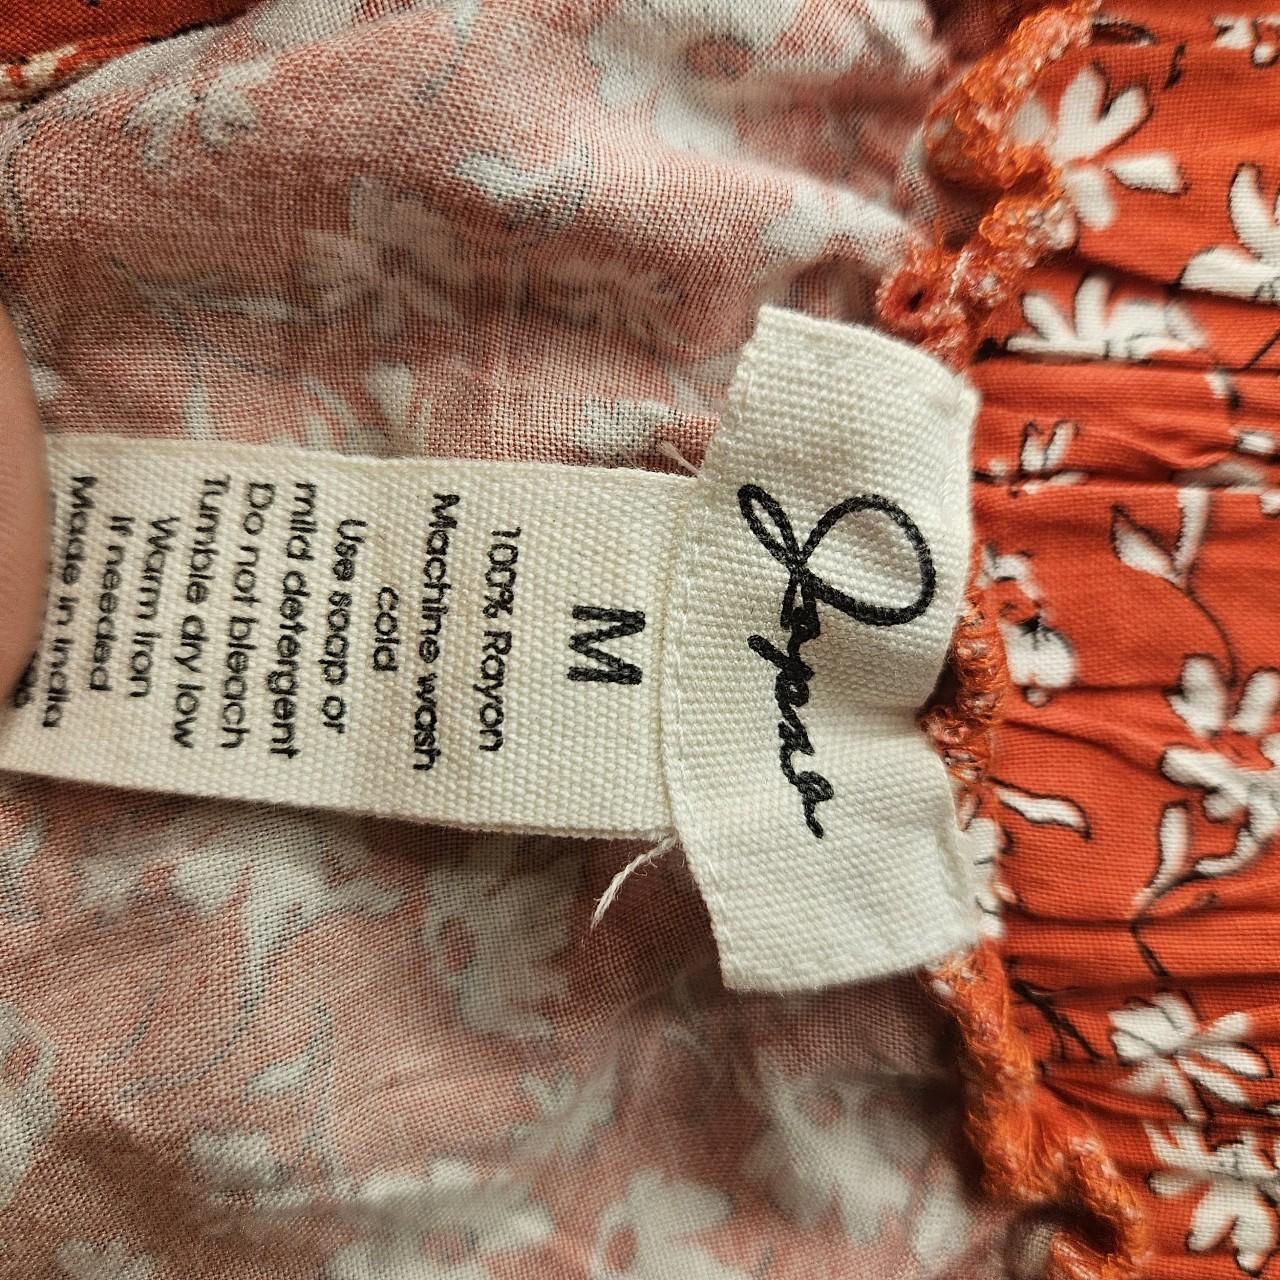 M
100% Rayon
Machine wash
cold
Use soap or
mild detergent
Do not bleach
Tumble dry low
Warm Iron
If needed
Made in India